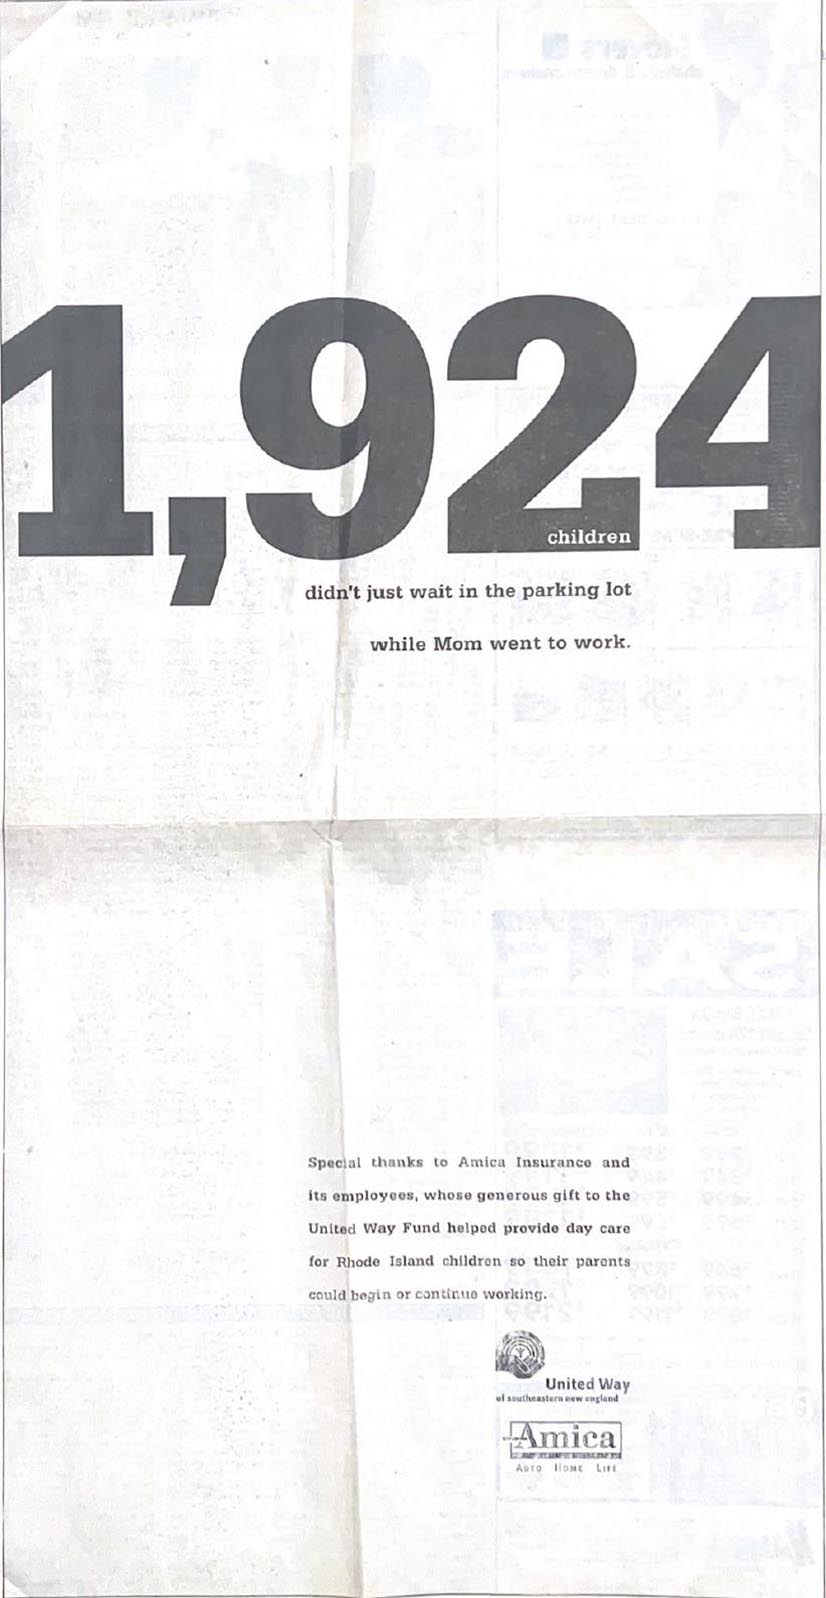 1,924
children
didn't just wait in the parking lot
while Mom went to work.
Special thanks to Amica Insurance and
its employees, whose generous gift to the
United Way Fund helped provide day care
for Rhode Island children so their parents
could begin or continue working.
United Way
of southeastern new england
Amica
AUTO HOME LIFE